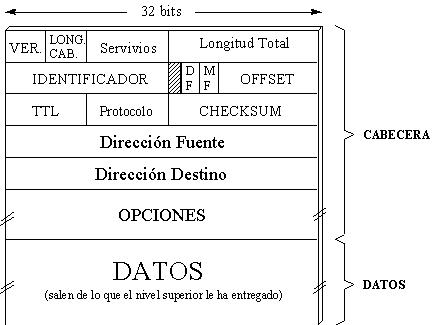 32 bits
VER.
LONG.
CAB.
Servivios
Longitud Total
IDENTIFICADOR
D
F
M
F
OFFSET
TTL
Protocolo
CHECKSUM
Dirección Fuente
Dirección Destino
OPCIONES
CABECERA
DATOS
(salen de lo que el nivel superior le ha entregado)
DATOS